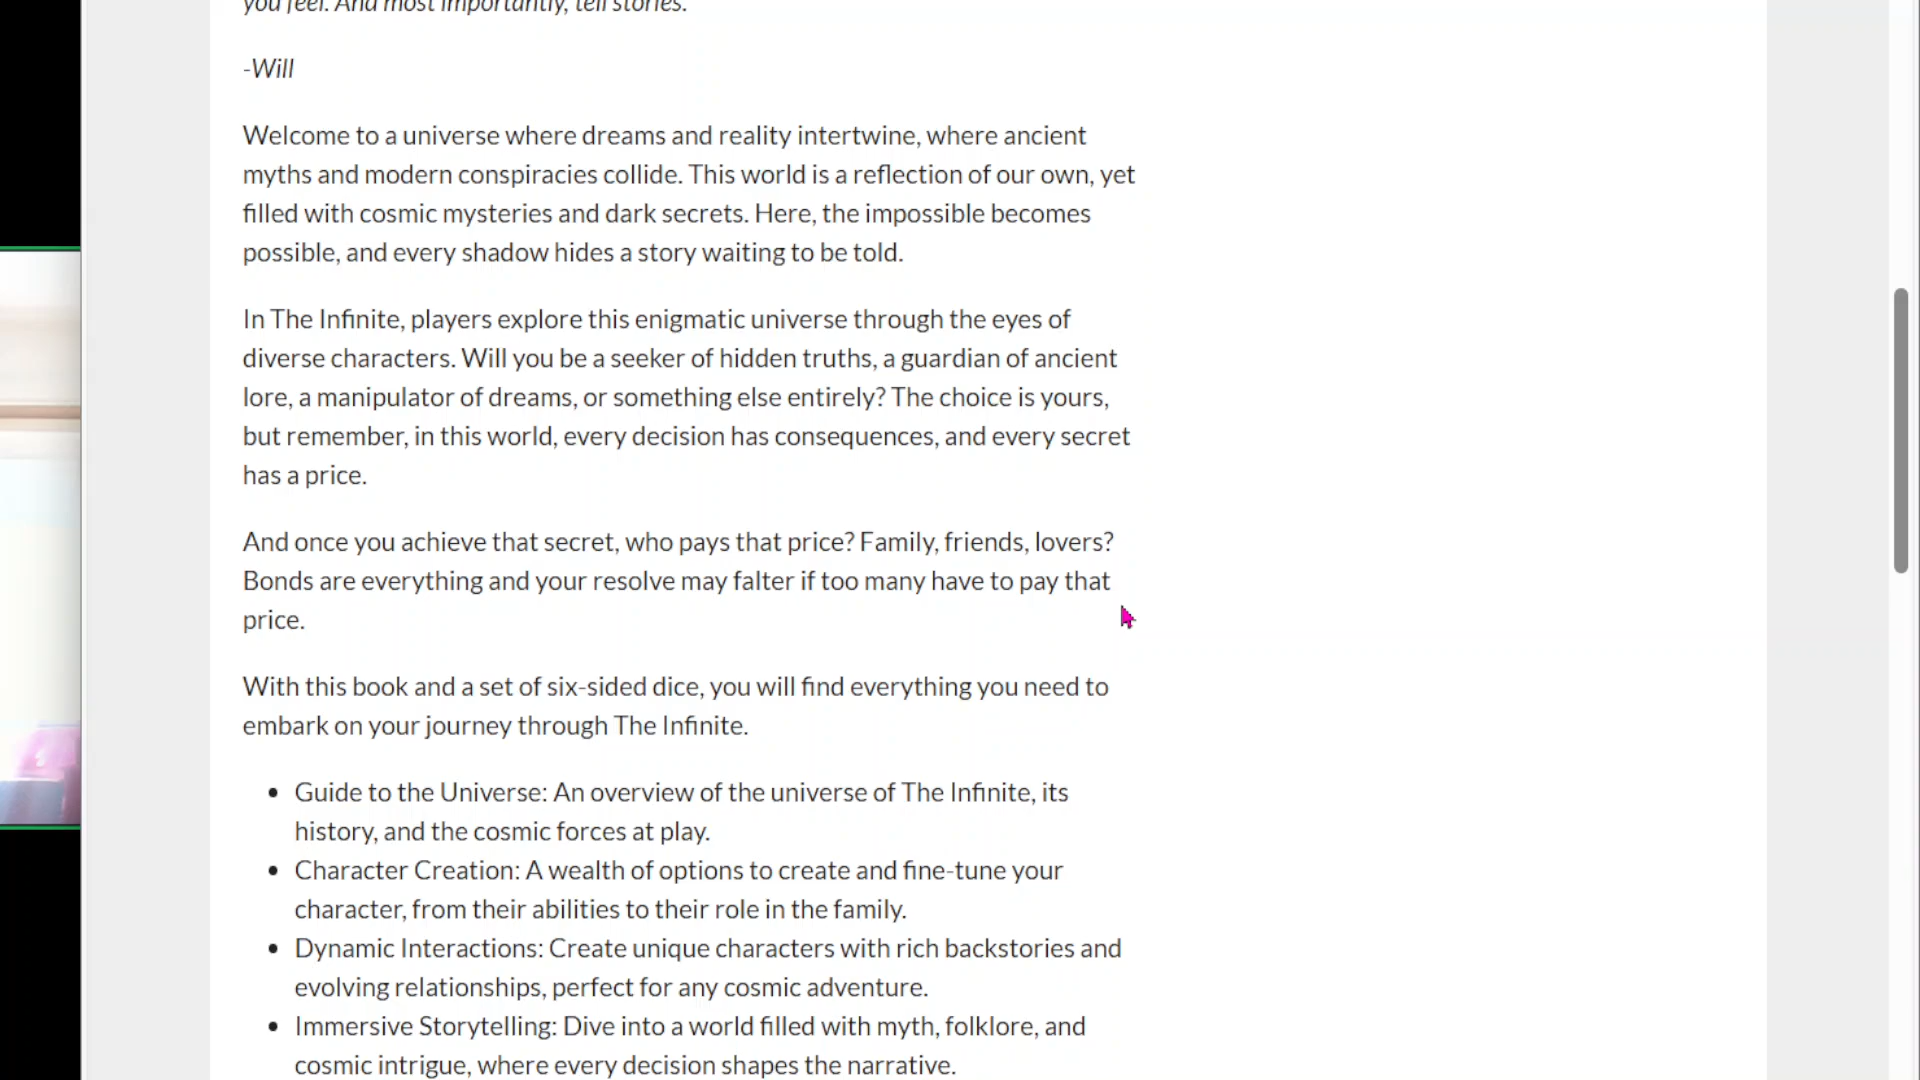 you feel. And most importantly, tell stories.
-Will
Welcome to a universe where dreams and reality intertwine, where ancient
myths and modern conspiracies collide. This world is a reflection of our own, yet
filled with cosmic mysteries and dark secrets. Here, the impossible becomes
possible, and every shadow hides a story waiting to be told.
In The Infinite, players explore this enigmatic universe through the eyes of
diverse characters. Will you be a seeker of hidden truths, a guardian of ancient
lore, a manipulator of dreams, or something else entirely? The choice is yours,
but remember, in this world, every decision has consequences, and every secret
has a price.
And once you achieve that secret, who pays that price? Family, friends, lovers?
Bonds are everything and your resolve may falter if too many have to pay that
price.
With this book and a set of six-sided dice, you will find everything you need to
embark on your journey through The Infinite.
• Guide to the Universe: An overview of the universe of The Infinite, its
history, and the cosmic forces at play.
• Character Creation: A wealth of options to create and fine-tune your
character, from their abilities to their role in the family.
• Dynamic Interactions: Create unique characters with rich backstories and
evolving relationships, perfect for any cosmic adventure.
• Immersive Storytelling: Dive into a world filled with myth, folklore, and
cosmic intrigue, where every decision shapes the narrative.